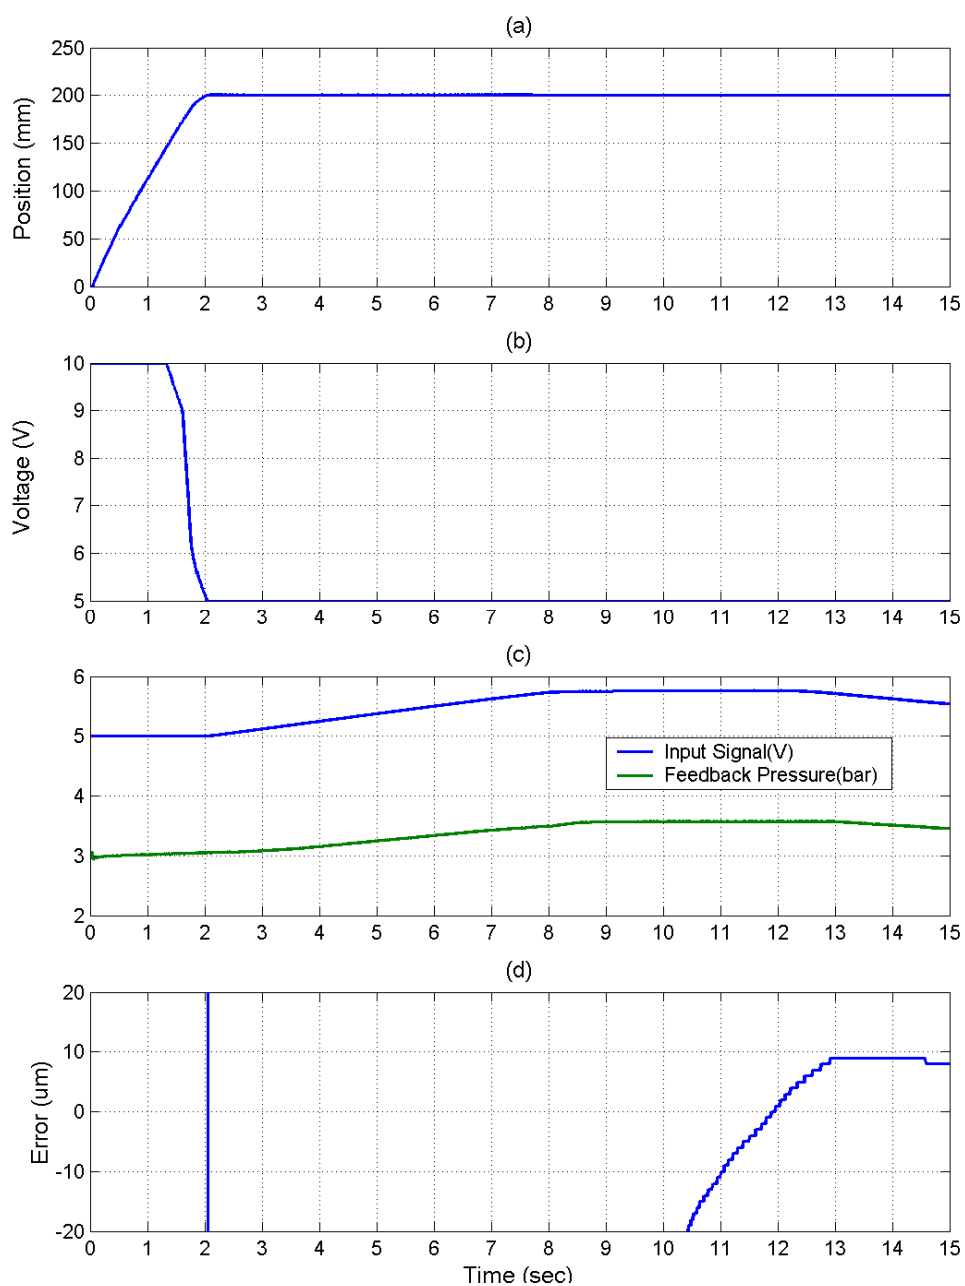 (a)
250
200
150
100
50
0
Position (mm)
0 1 2 3 4 5 6 7 8 9 10 11 12 13 14 15
(b)
10
9
8
7
6
5
Voltage (V)
0 1 2 3 4 5 6 7 8 9 10 11 12 13 14 15
(c)
6
5
4
3
2
Input Signal(V)
Feedback Pressure(bar)
0 1 2 3 4 5 6 7 8 9 10 11 12 13 14 15
(d)
20
10
0
-10
-20
Error (um)
0 1 2 3 4 5 6 7 8 9 10 11 12 13 14 15
Time (sec)